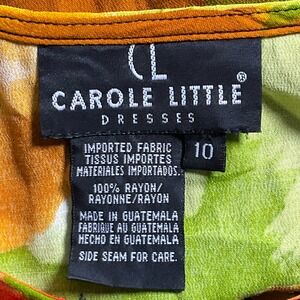 CL
CAROLE LITTLE®
DRESSES
IMPORTED FABRIC
TISSUS IMPORTES
MATERIALES IMPORTADOS.
10
100% RAYON/
RAYONNE/RAYON
MADE IN GUATEMALA
FABRIQUE AU GUATEMALA
HECHO EN GUATEMALA
SIDE SEAM FOR CARE.